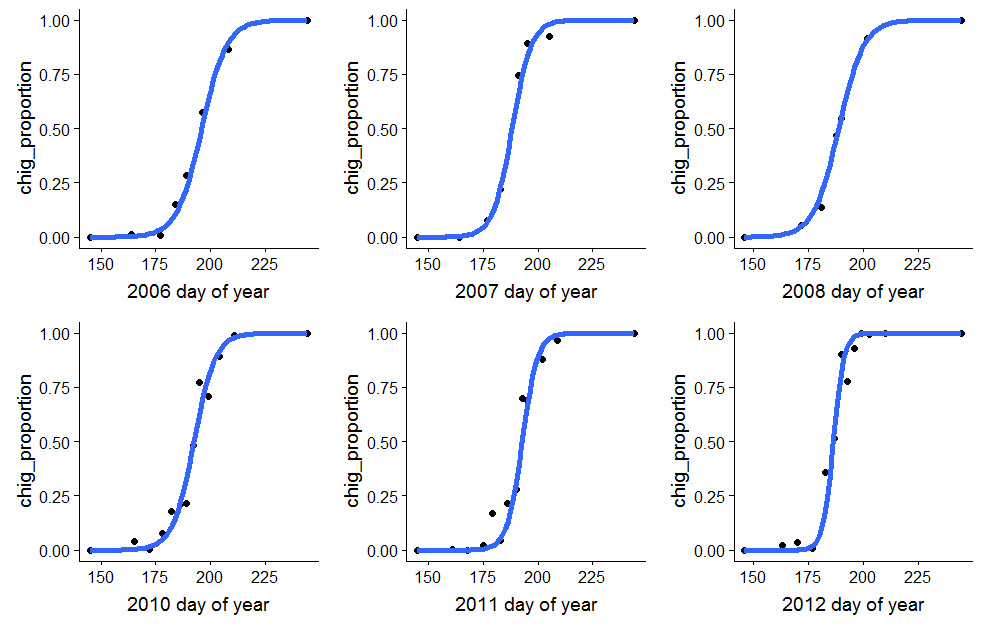 chig_proportion
1.00
0.75
0.50
0.25
0.00
150 175 200 225
2006 day of year
chig_proportion
1.00
0.75
0.50
0.25
0.00
150 175 200 225
2007 day of year
chig_proportion
1.00
0.75
0.50
0.25
0.00
150 175 200 225
2008 day of year
chig_proportion
1.00
0.75
0.50
0.25
0.00
150 175 200 225
2010 day of year
chig_proportion
1.00
0.75
0.50
0.25
0.00
150 175 200 225
2011 day of year
chig_proportion
1.00
0.75
0.50
0.25
0.00
150 175 200 225
2012 day of year